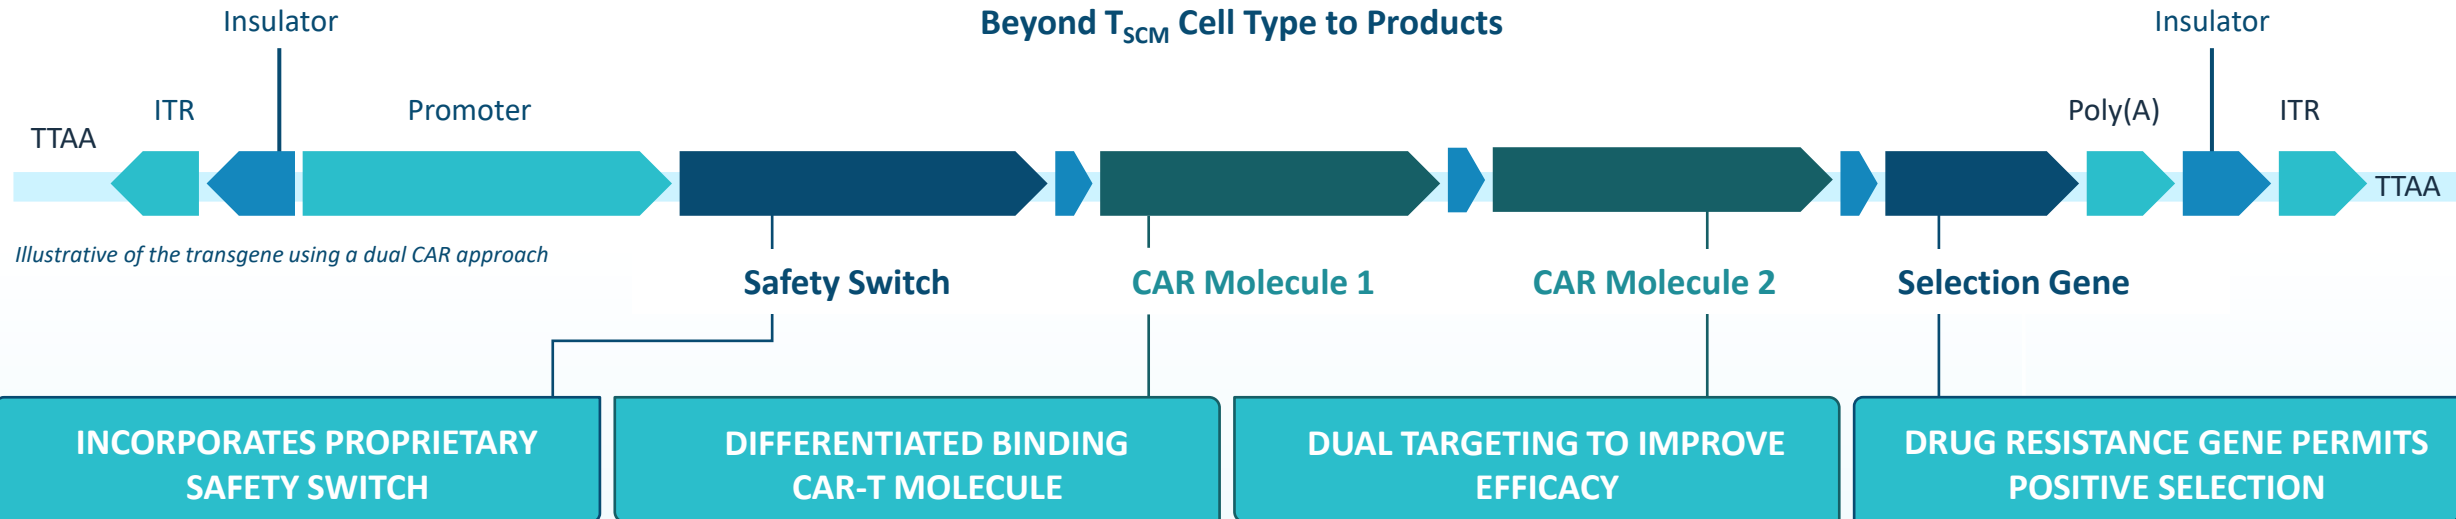 Insulator
Beyond TSCM Cell Type to Products
Insulator
TTAA
ITR
Promoter
Poly(A)
ITR
TTAA
Illustrative of the transgene using a dual CAR approach
Safety Switch
CAR Molecule 1
CAR Molecule 2
Selection Gene
INCORPORATES PROPRIETARY
SAFETY SWITCH
DIFFERENTIATED BINDING
CAR-T MOLECULE
DUAL TARGETING TO IMPROVE
EFFICACY
DRUG RESISTANCE GENE PERMITS
POSITIVE SELECTION